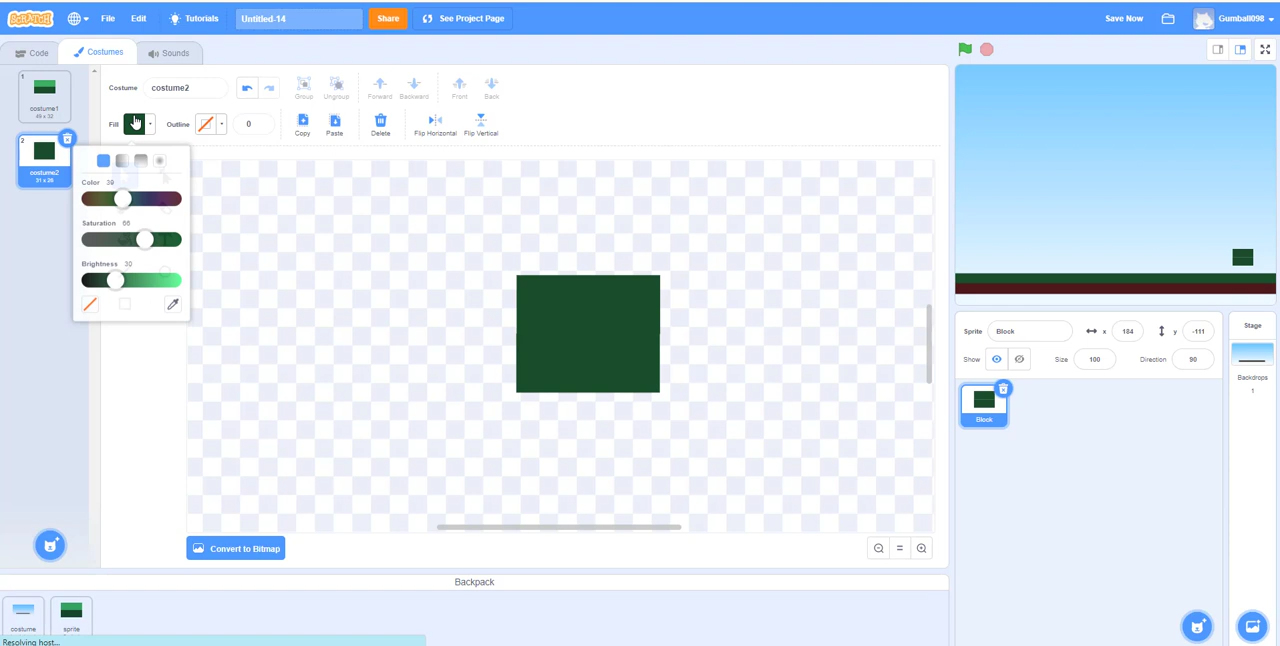 SCRATCH File Edit Tutorials Untitled-14 Share See Project Page Save Now Gumball098
Code Costumes Sounds
1 costume1 49 x 32
2 costume2 31 x 26
Costume costume2 Group Ungroup Forward Backward Front Back
Fill Outline 0 Copy Paste Delete Flip Horizontal Flip Vertical
Color 39
Saturation 66
Brightness 30
Convert to Bitmap
Sprite Block x 184 y -111
Show Size 100 Direction 90
Block
Stage
Backdrops
1
Backpack
costume sprite
Resolving host...